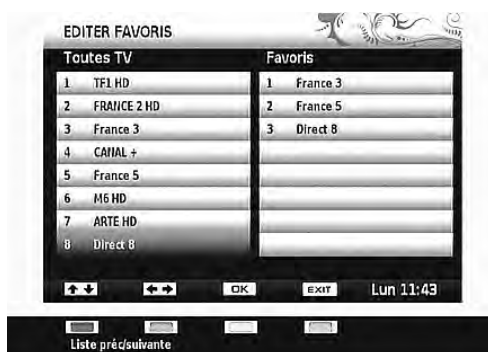 EDITER FAVORIS
Toutes TV
1 TF1 HD
2 FRANCE 2 HD
3 France 3
4 CANAL +
5 France 5
6 M6 HD
7 ARTE HD
8 Direct 8
Favoris
1 France 3
2 France 5
3 Direct 8
OK EXIT Lun 11:43
Liste préc/suivante